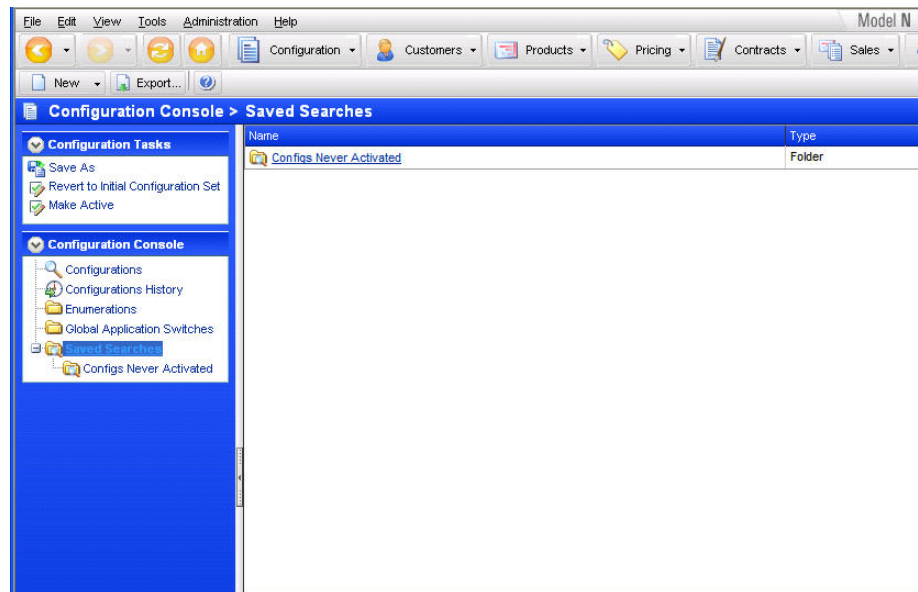 File Edit View Tools Administration Help Model N
Configuration Customers Products Pricing Contracts Sales
New Export...
Configuration Console > Saved Searches
Configuration Tasks
Save As
Revert to Initial Configuration Set
Make Active
Configuration Console
Configurations
Configurations History
Enumerations
Global Application Switches
Saved Searches
Configs Never Activated
Name Type
Configs Never Activated Folder